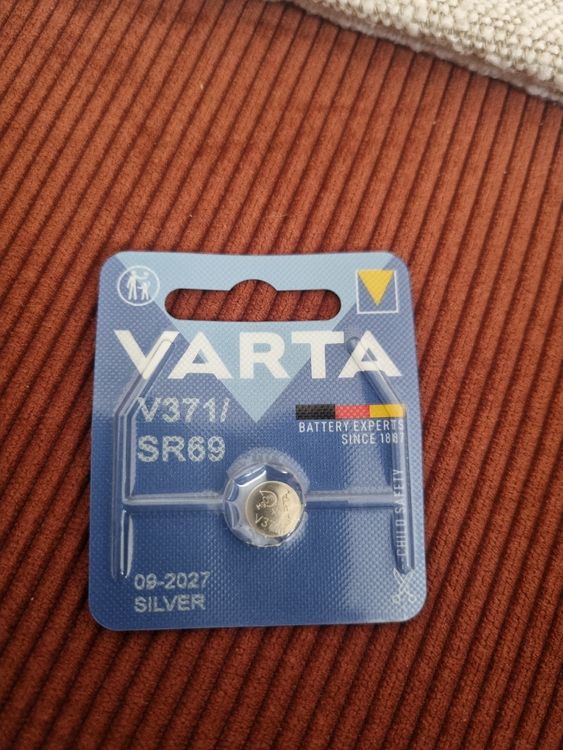 VARTA
V371/
SR69
BATTERY EXPERTS
SINCE 1887
CHILD SAFETY
09-2027
SILVER